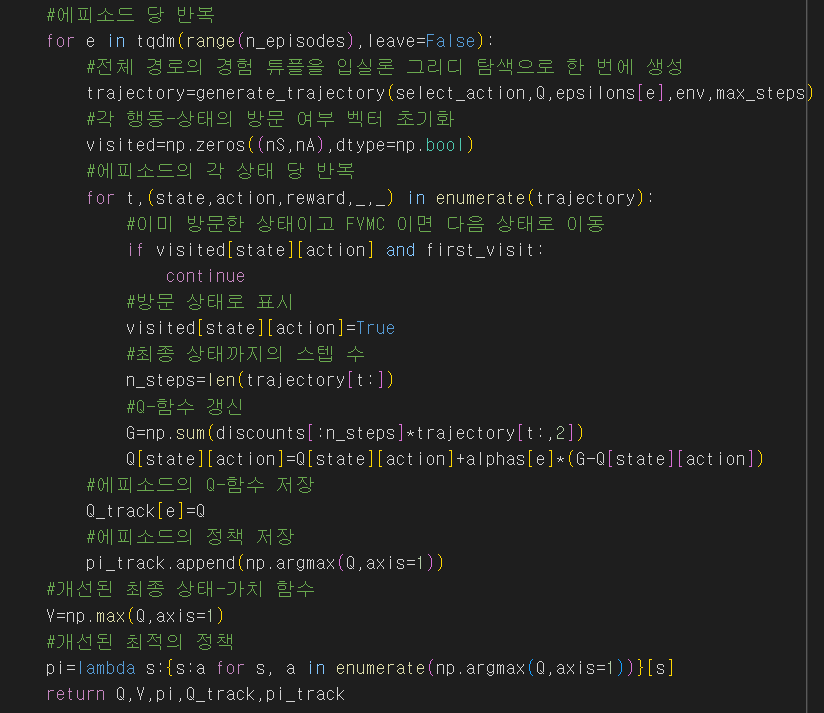 #에피소드 당 반복
for e in tqdm(range(n_episodes),leave=False):
#전체 경로의 경험 튜플을 입실론 그리디 탐색으로 한 번에 생성
trajectory=generate_trajectory(select_action,Q,epsilons[e],env,max_steps)
#각 행동-상태의 방문 여부 벡터 초기화
visited=np.zeros((nS,nA),dtype=np.bool)
#에피소드의 각 상태 당 반복
for t,(state,action,reward,_,_) in enumerate(trajectory):
#이미 방문한 상태이고 FVMC 이면 다음 상태로 이동
if visited[state][action] and first_visit:
continue
#방문 상태로 표시
visited[state][action]=True
#최종 상태까지의 스텝 수
n_steps=len(trajectory[t:])
#Q-함수 갱신
G=np.sum(discounts[:n_steps]*trajectory[t:,2])
Q[state][action]=Q[state][action]+alphas[e]*(G-Q[state][action])
#에피소드의 Q-함수 저장
Q_track[e]=Q
#에피소드의 정책 저장
pi_track.append(np.argmax(Q,axis=1))
#개선된 최종 상태-가치 함수
V=np.max(Q,axis=1)
#개선된 최적의 정책
pi=lambda s:{s:a for s, a in enumerate(np.argmax(Q,axis=1))}[s]
return Q,V,pi,Q_track,pi_track